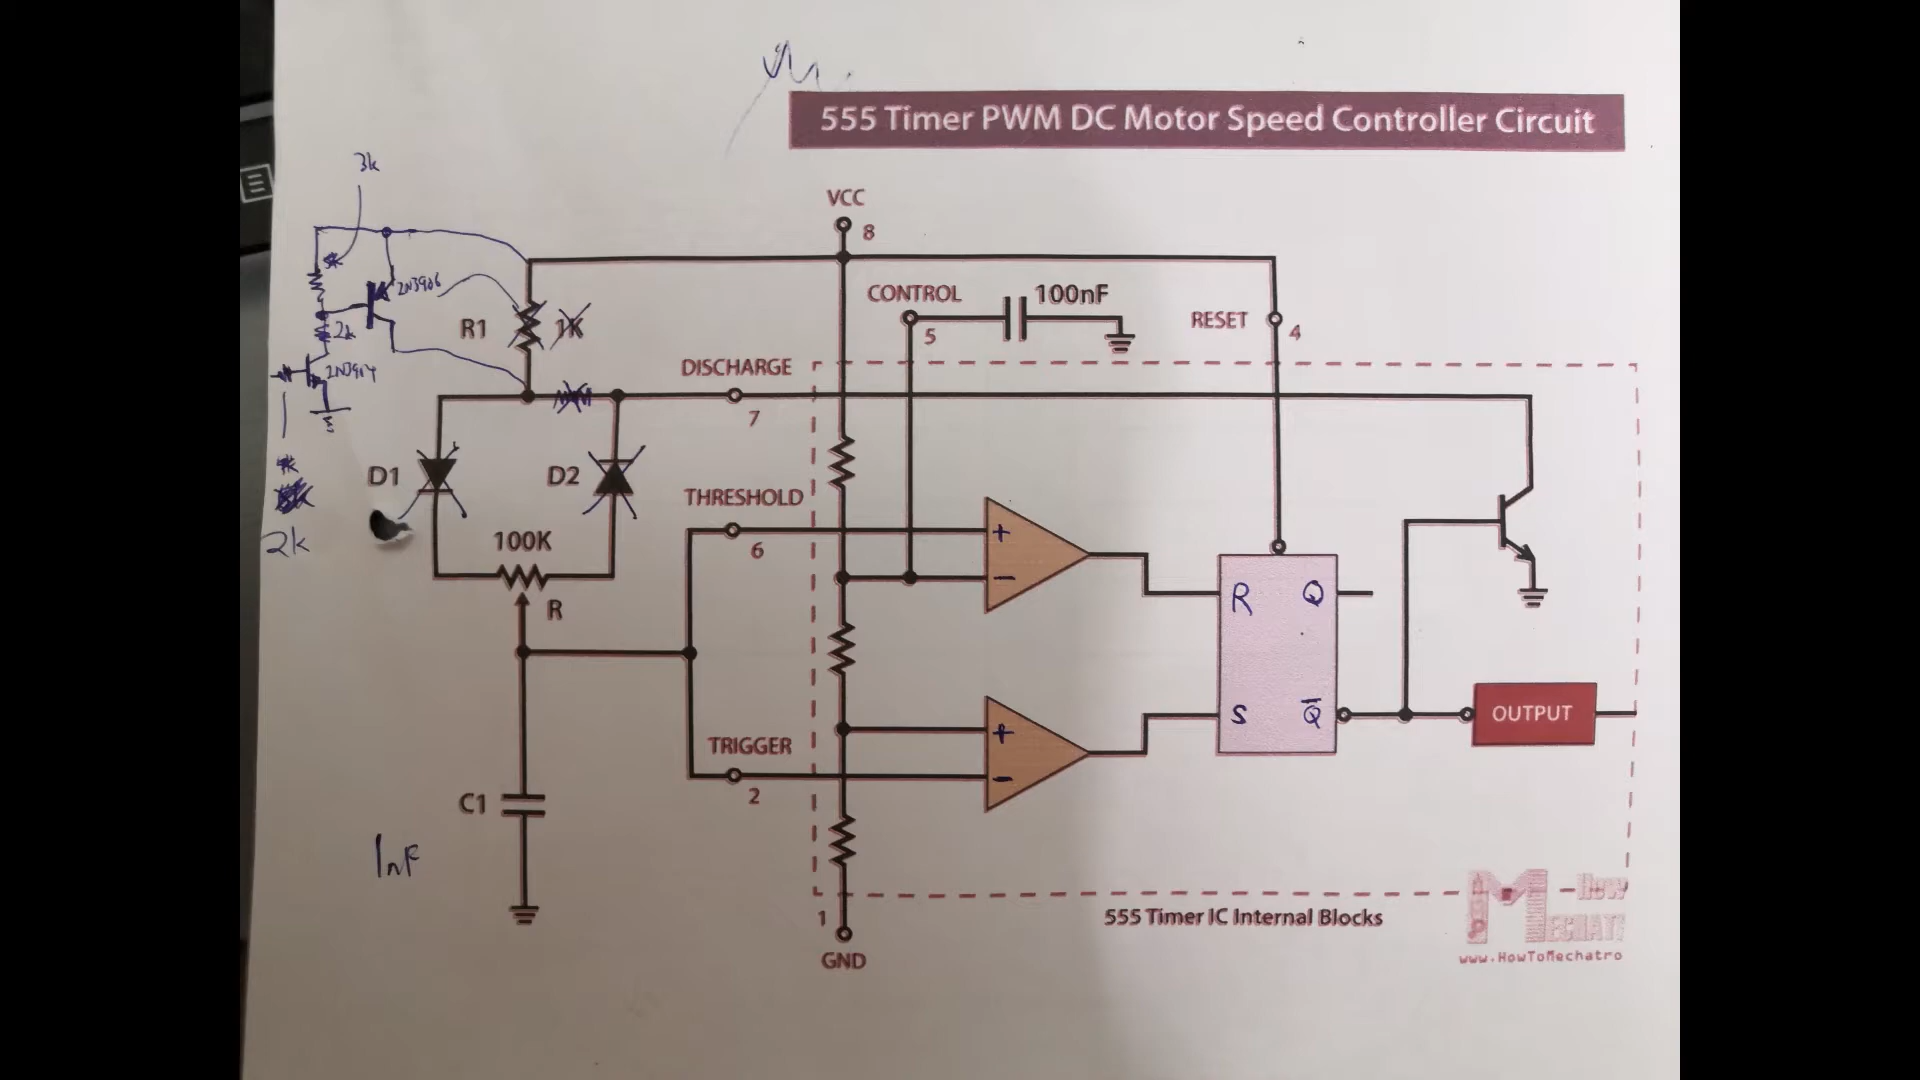 555 Timer PWM DC Motor Speed Controller Circuit
3k
VCC
8
2N3906
CONTROL
100nF
5
RESET
4
R1
1K
2k
2N3904
DISCHARGE
7
D1
D2
THRESHOLD
6
2k
100K
R
+
−
R
Q
S
Q̅
OUTPUT
TRIGGER
2
+
−
C1
1nF
1
GND
555 Timer IC Internal Blocks
How
MECHAT
www.HowToMechatro